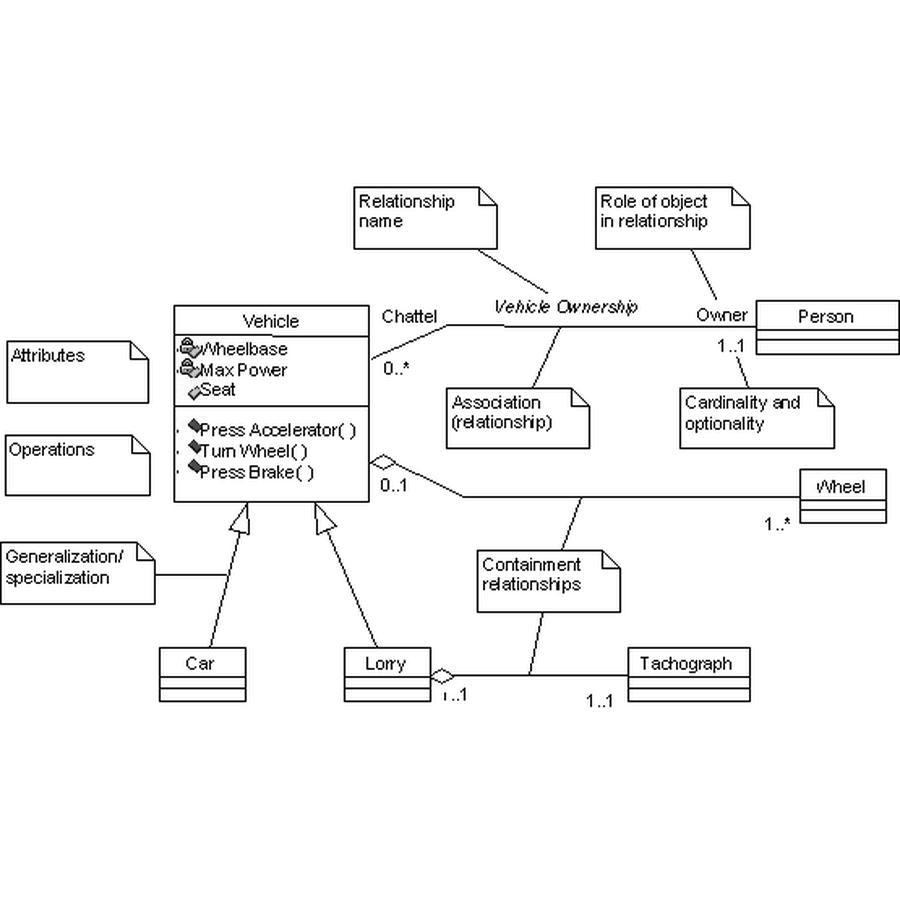 Relationship
name
Role of object
in relationship
Vehicle Ownership
Chattel
Owner
Person
0..*
1..1
Vehicle
Wheelbase
Max Power
Seat
Press Accelerator( )
Turn Wheel( )
Press Brake( )
Attributes
Operations
Association
(relationship)
Cardinality and
optionality
0..1
Wheel
1..*
Generalization/
specialization
Containment
relationships
Car
Lorry
Tachograph
1..1
1..1